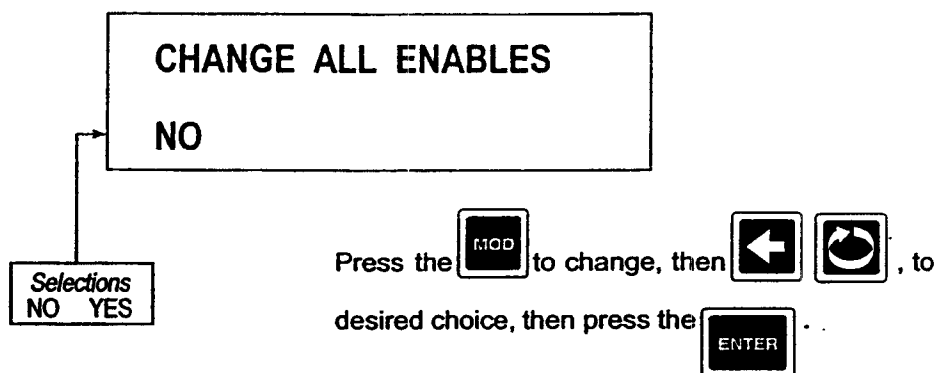 CHANGE ALL ENABLES
NO
Selections
NO YES
Press the MOD to change, then , to
desired choice, then press the ENTER .